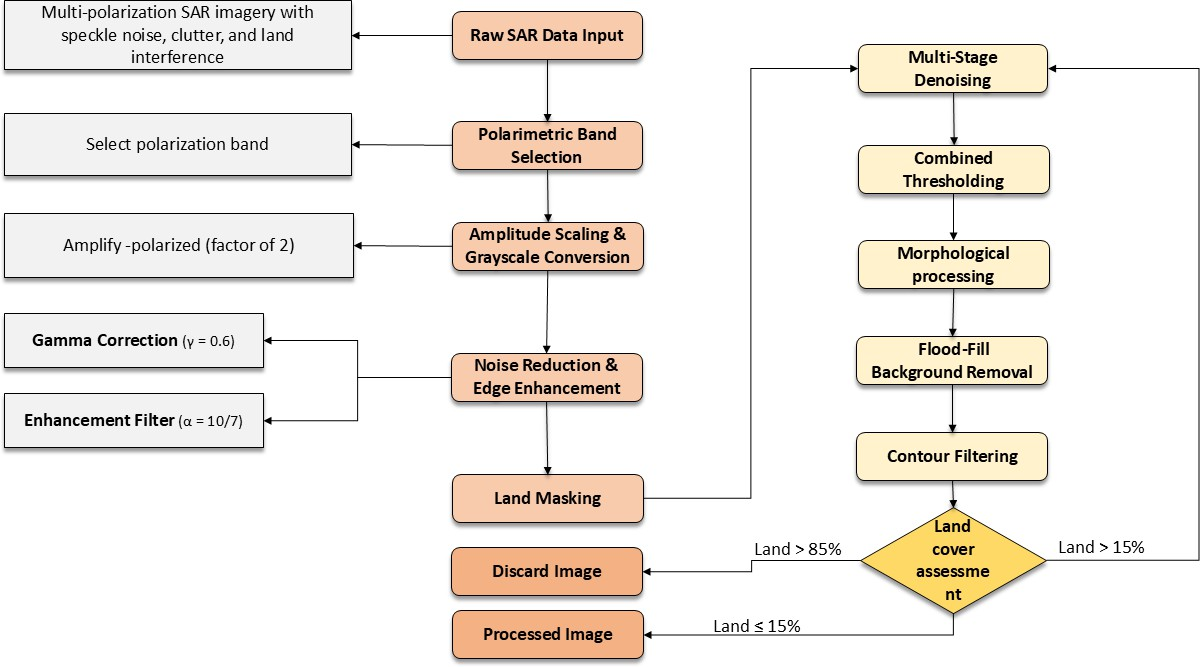 Multi-polarization SAR imagery with
speckle noise, clutter, and land
interference
Raw SAR Data Input
Select polarization band
Polarimetric Band
Selection
Amplify -polarized (factor of 2)
Amplitude Scaling &
Grayscale Conversion
Gamma Correction (γ = 0.6)
Enhancement Filter (α = 10/7)
Noise Reduction &
Edge Enhancement
Land Masking
Multi-Stage
Denoising
Combined
Thresholding
Morphological
processing
Flood-Fill
Background Removal
Contour Filtering
Land
cover
assessme
nt
Land > 15%
Land > 85%
Discard Image
Land ≤ 15%
Processed Image